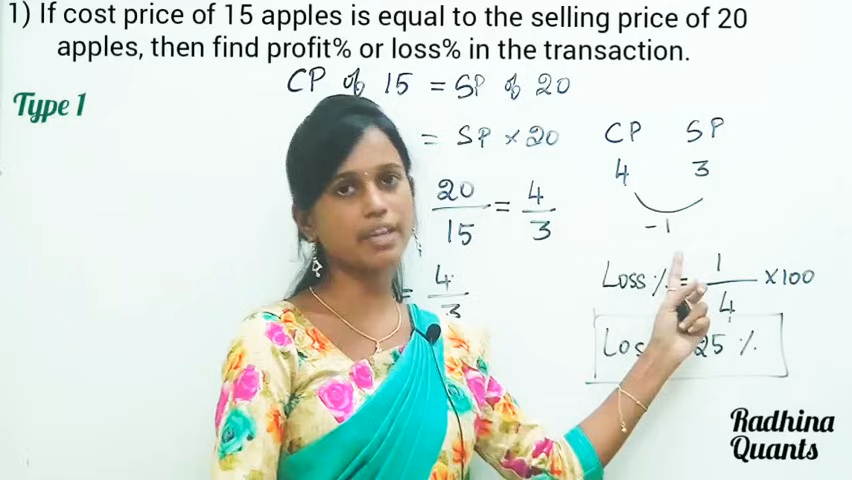 1) If cost price of 15 apples is equal to the selling price of 20
apples, then find profit% or loss% in the transaction.
Type 1
CP of 15 = SP of 20
= SP × 20
20/15 = 4/3
= 4/3
CP SP
4 3
-1
Loss % = 1/4 ×100
25 %
Radhina
Quants